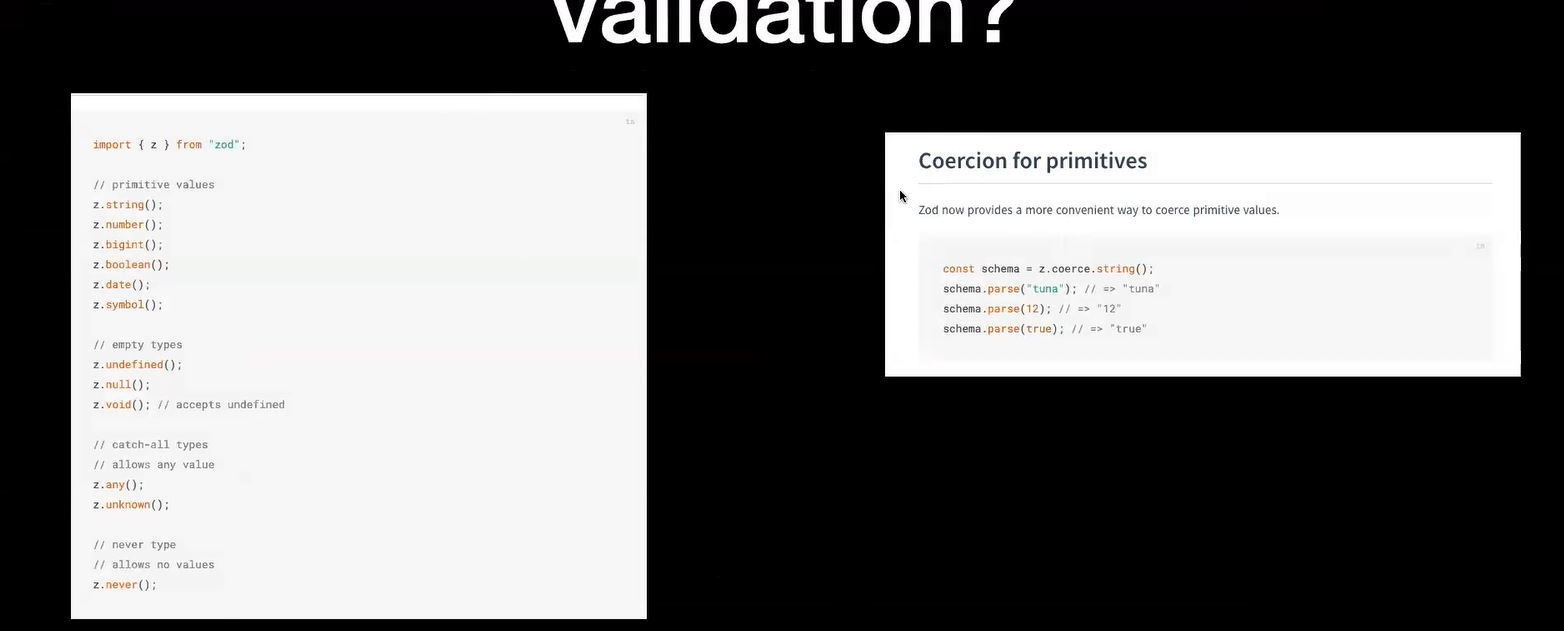 validation?
ts
import { z } from "zod";
// primitive values
z.string();
z.number();
z.bigint();
z.boolean();
z.date();
z.symbol();
// empty types
z.undefined();
z.null();
z.void(); // accepts undefined
// catch-all types
// allows any value
z.any();
z.unknown();
// never type
// allows no values
z.never();
Coercion for primitives
Zod now provides a more convenient way to coerce primitive values.
ts
const schema = z.coerce.string();
schema.parse("tuna"); // => "tuna"
schema.parse(12); // => "12"
schema.parse(true); // => "true"